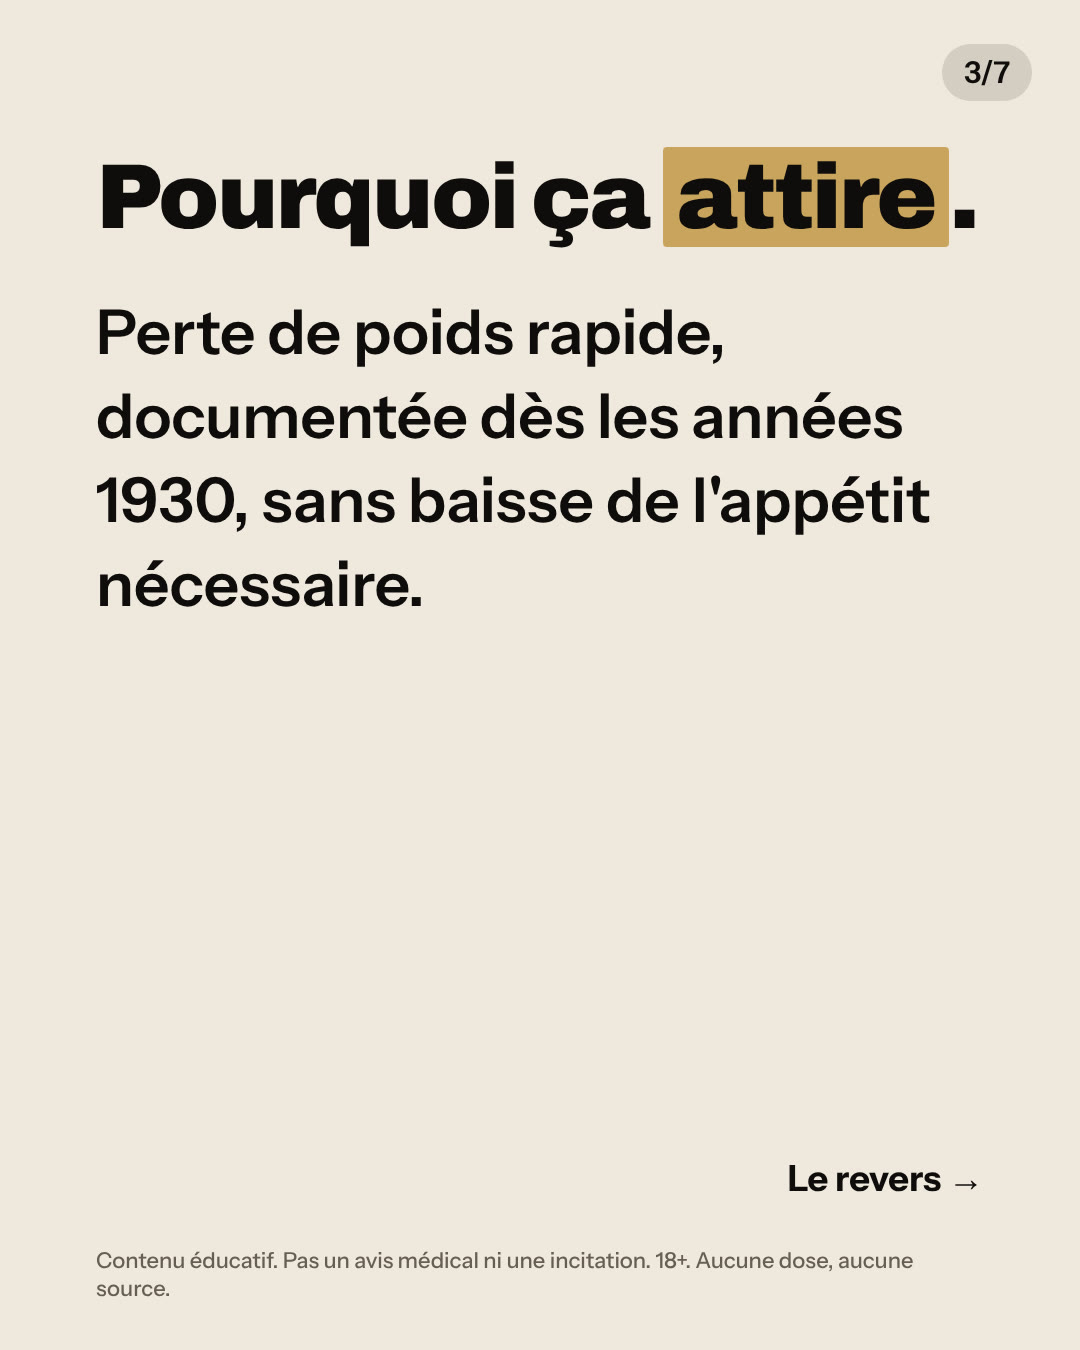 3/7
Pourquoi ça attire.
Perte de poids rapide,
documentée dès les années
1930, sans baisse de l'appétit
nécessaire.
Le revers →
Contenu éducatif. Pas un avis médical ni une incitation. 18+. Aucune dose, aucune
source.